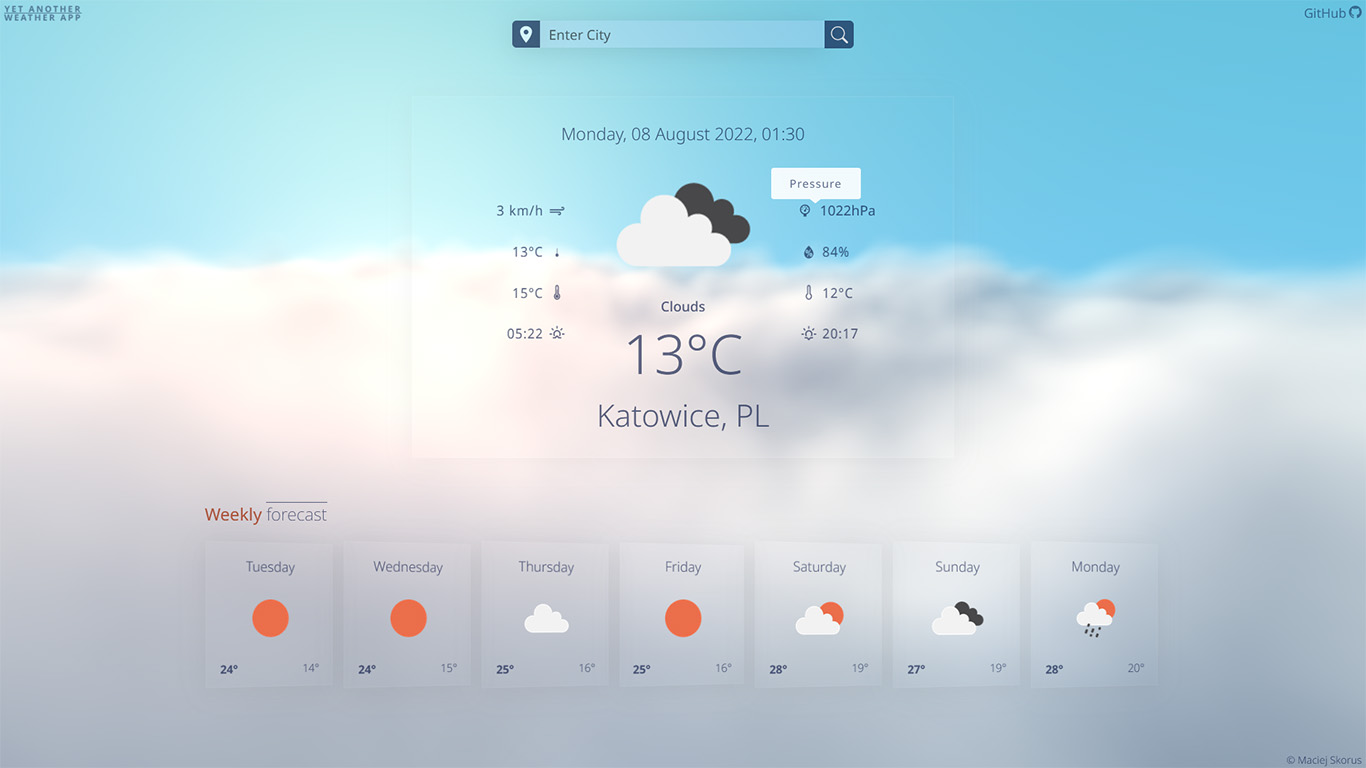 YET ANOTHER
WEATHER APP
GitHub
Enter City
Monday, 08 August 2022, 01:30
Pressure
3 km/h
1022hPa
13°C
84%
15°C
12°C
Clouds
05:22
20:17
13°C
Katowice, PL
Weekly forecast
Tuesday
Wednesday
Thursday
Friday
Saturday
Sunday
Monday
24° 14°
24° 15°
25° 16°
25° 16°
28° 19°
27° 19°
28° 20°
© Maciej Skorus